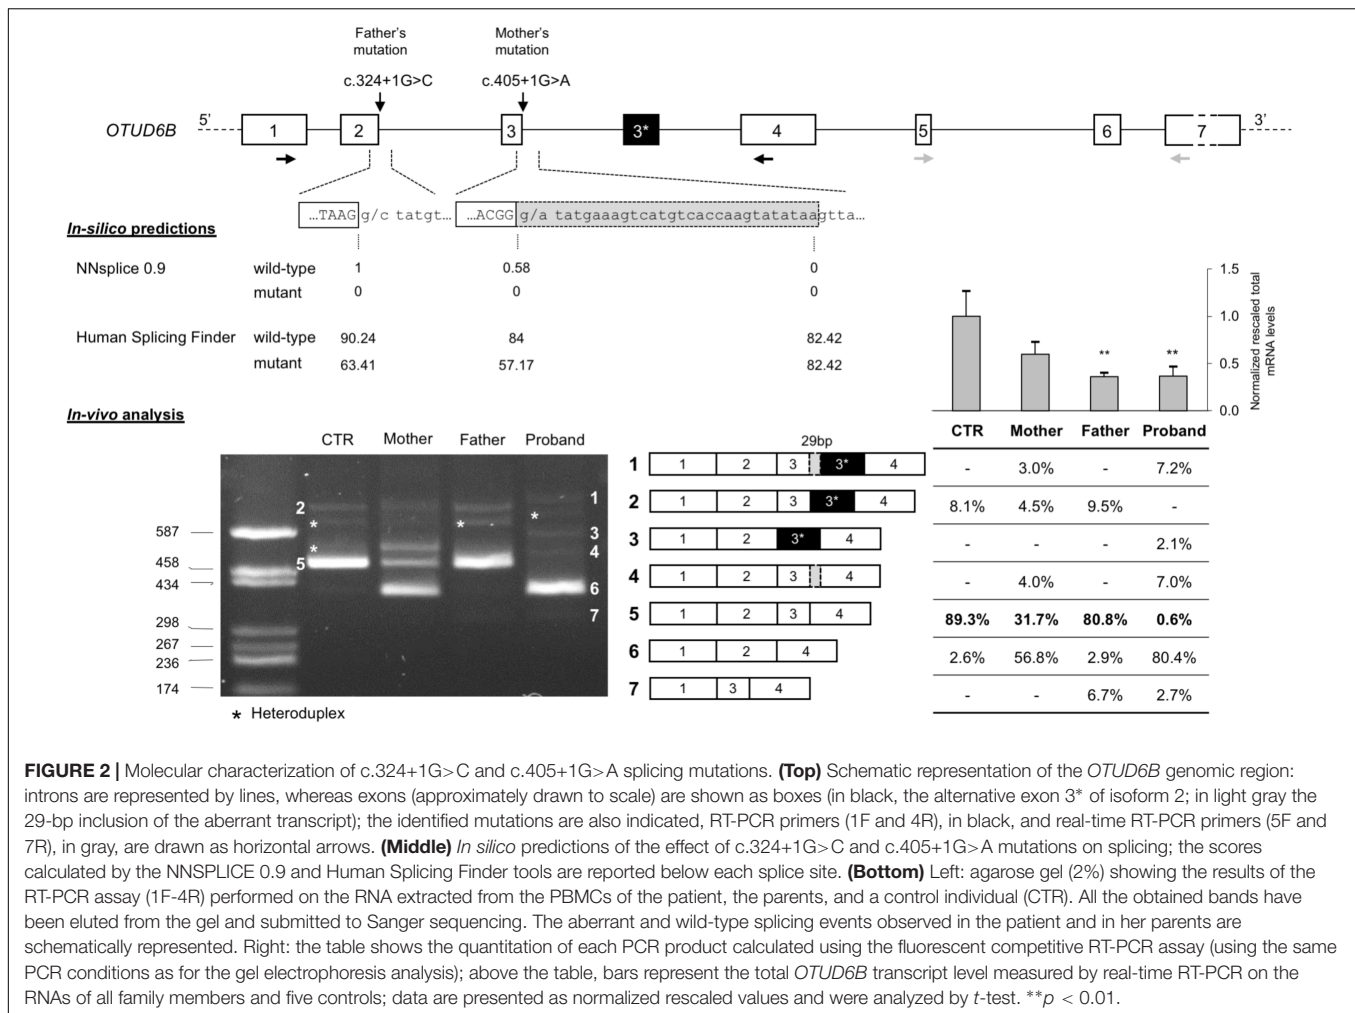 Father's
mutation
Mother's
mutation
c.324+1G>C
c.405+1G>A
OTUD6B
5'
1
2
3
3*
4
5
6
7
3'
...TAAG g/c tatgt...
...ACGG g/a tatgaaagtcatgtcaccaagtatataagtta...
In-silico predictions
NNsplice 0.9 wild-type 1 0.58 0
mutant 0 0 0
Human Splicing Finder wild-type 90.24 84 82.42
mutant 63.41 57.17 82.42
1.5
1.0
0.5
0.0
Normalized rescaled total
mRNA levels
** **
In-vivo analysis
CTR Mother Father Proband
587
458
434
298
267
236
174
2
*
*
5
*
*
1
3
4
6
7
* Heteroduplex
29bp
1 1 2 3 3* 4
2 1 2 3 3* 4
3 1 2 3* 4
4 1 2 3 4
5 1 2 3 4
6 1 2 4
7 1 3 4
CTR Mother Father Proband
- 3.0% - 7.2%
8.1% 4.5% 9.5% -
- - - 2.1%
- 4.0% - 7.0%
89.3% 31.7% 80.8% 0.6%
2.6% 56.8% 2.9% 80.4%
- - 6.7% 2.7%
FIGURE 2 | Molecular characterization of c.324+1G>C and c.405+1G>A splicing mutations. (Top) Schematic representation of the OTUD6B genomic region:
introns are represented by lines, whereas exons (approximately drawn to scale) are shown as boxes (in black, the alternative exon 3* of isoform 2; in light gray the
29-bp inclusion of the aberrant transcript); the identified mutations are also indicated, RT-PCR primers (1F and 4R), in black, and real-time RT-PCR primers (5F and
7R), in gray, are drawn as horizontal arrows. (Middle) In silico predictions of the effect of c.324+1G>C and c.405+1G>A mutations on splicing; the scores
calculated by the NNSPLICE 0.9 and Human Splicing Finder tools are reported below each splice site. (Bottom) Left: agarose gel (2%) showing the results of the
RT-PCR assay (1F-4R) performed on the RNA extracted from the PBMCs of the patient, the parents, and a control individual (CTR). All the obtained bands have
been eluted from the gel and submitted to Sanger sequencing. The aberrant and wild-type splicing events observed in the patient and in her parents are
schematically represented. Right: the table shows the quantitation of each PCR product calculated using the fluorescent competitive RT-PCR assay (using the same
PCR conditions as for the gel electrophoresis analysis); above the table, bars represent the total OTUD6B transcript level measured by real-time RT-PCR on the
RNAs of all family members and five controls; data are presented as normalized rescaled values and were analyzed by t-test. **p < 0.01.